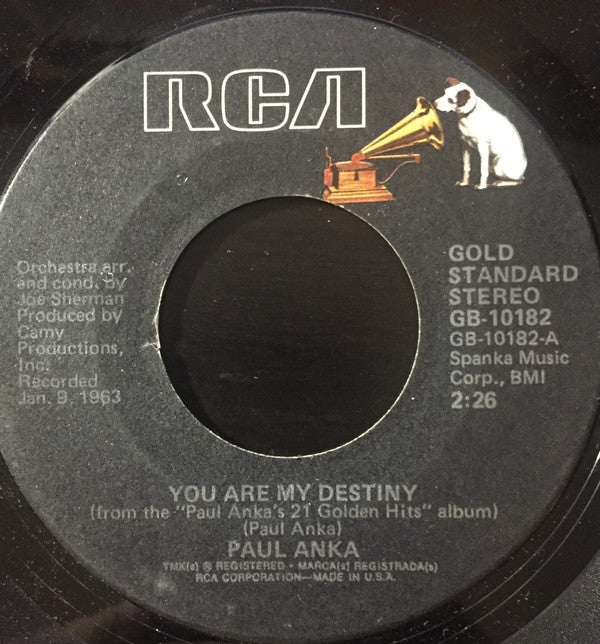 RCA
Orchestra arr.
and cond. by
Joe Sherman
Produced by
Camy
Productions,
Inc.
Recorded
Jan. 9, 1963
GOLD
STANDARD
STEREO
GB-10182
GB-10182-A
Spanka Music
Corp., BMI
2:26
YOU ARE MY DESTINY
(from the "Paul Anka's 21 Golden Hits" album)
(Paul Anka)
PAUL ANKA
TMK(s) ® REGISTERED • MARCA(s) REGISTRADA(s)
RCA CORPORATION—MADE IN U.S.A.